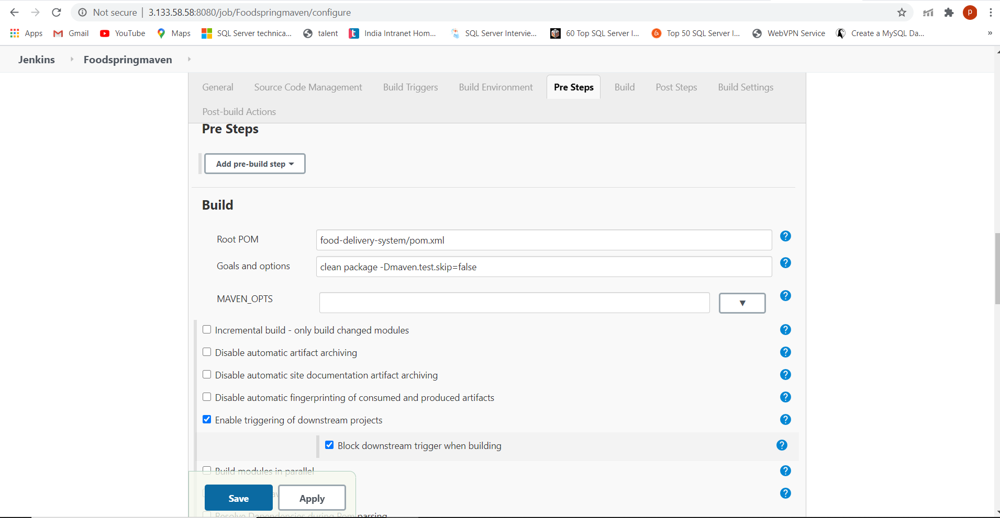 Not secure | 3.133.58.58:8080/job/Foodspringmaven/configure
P
Apps Gmail YouTube Maps SQL Server technica... talent t India Intranet Hom... SQL Server Intervie... 60 Top SQL Server I... G Top 50 SQL Server I... WebVPN Service Create a MySQL Da... »
Jenkins Foodspringmaven
General Source Code Management Build Triggers Build Environment Pre Steps Build Post Steps Build Settings
Post-build Actions
Pre Steps
Add pre-build step
Build
Root POM food-delivery-system/pom.xml ?
Goals and options clean package -Dmaven.test.skip=false ?
MAVEN_OPTS ▼ ?
Incremental build - only build changed modules ?
Disable automatic artifact archiving ?
Disable automatic site documentation artifact archiving ?
Disable automatic fingerprinting of consumed and produced artifacts ?
Enable triggering of downstream projects ?
Block downstream trigger when building ?
Build modules in parallel ?
Save Apply ?
Resolve Dependencies during Pom parsing